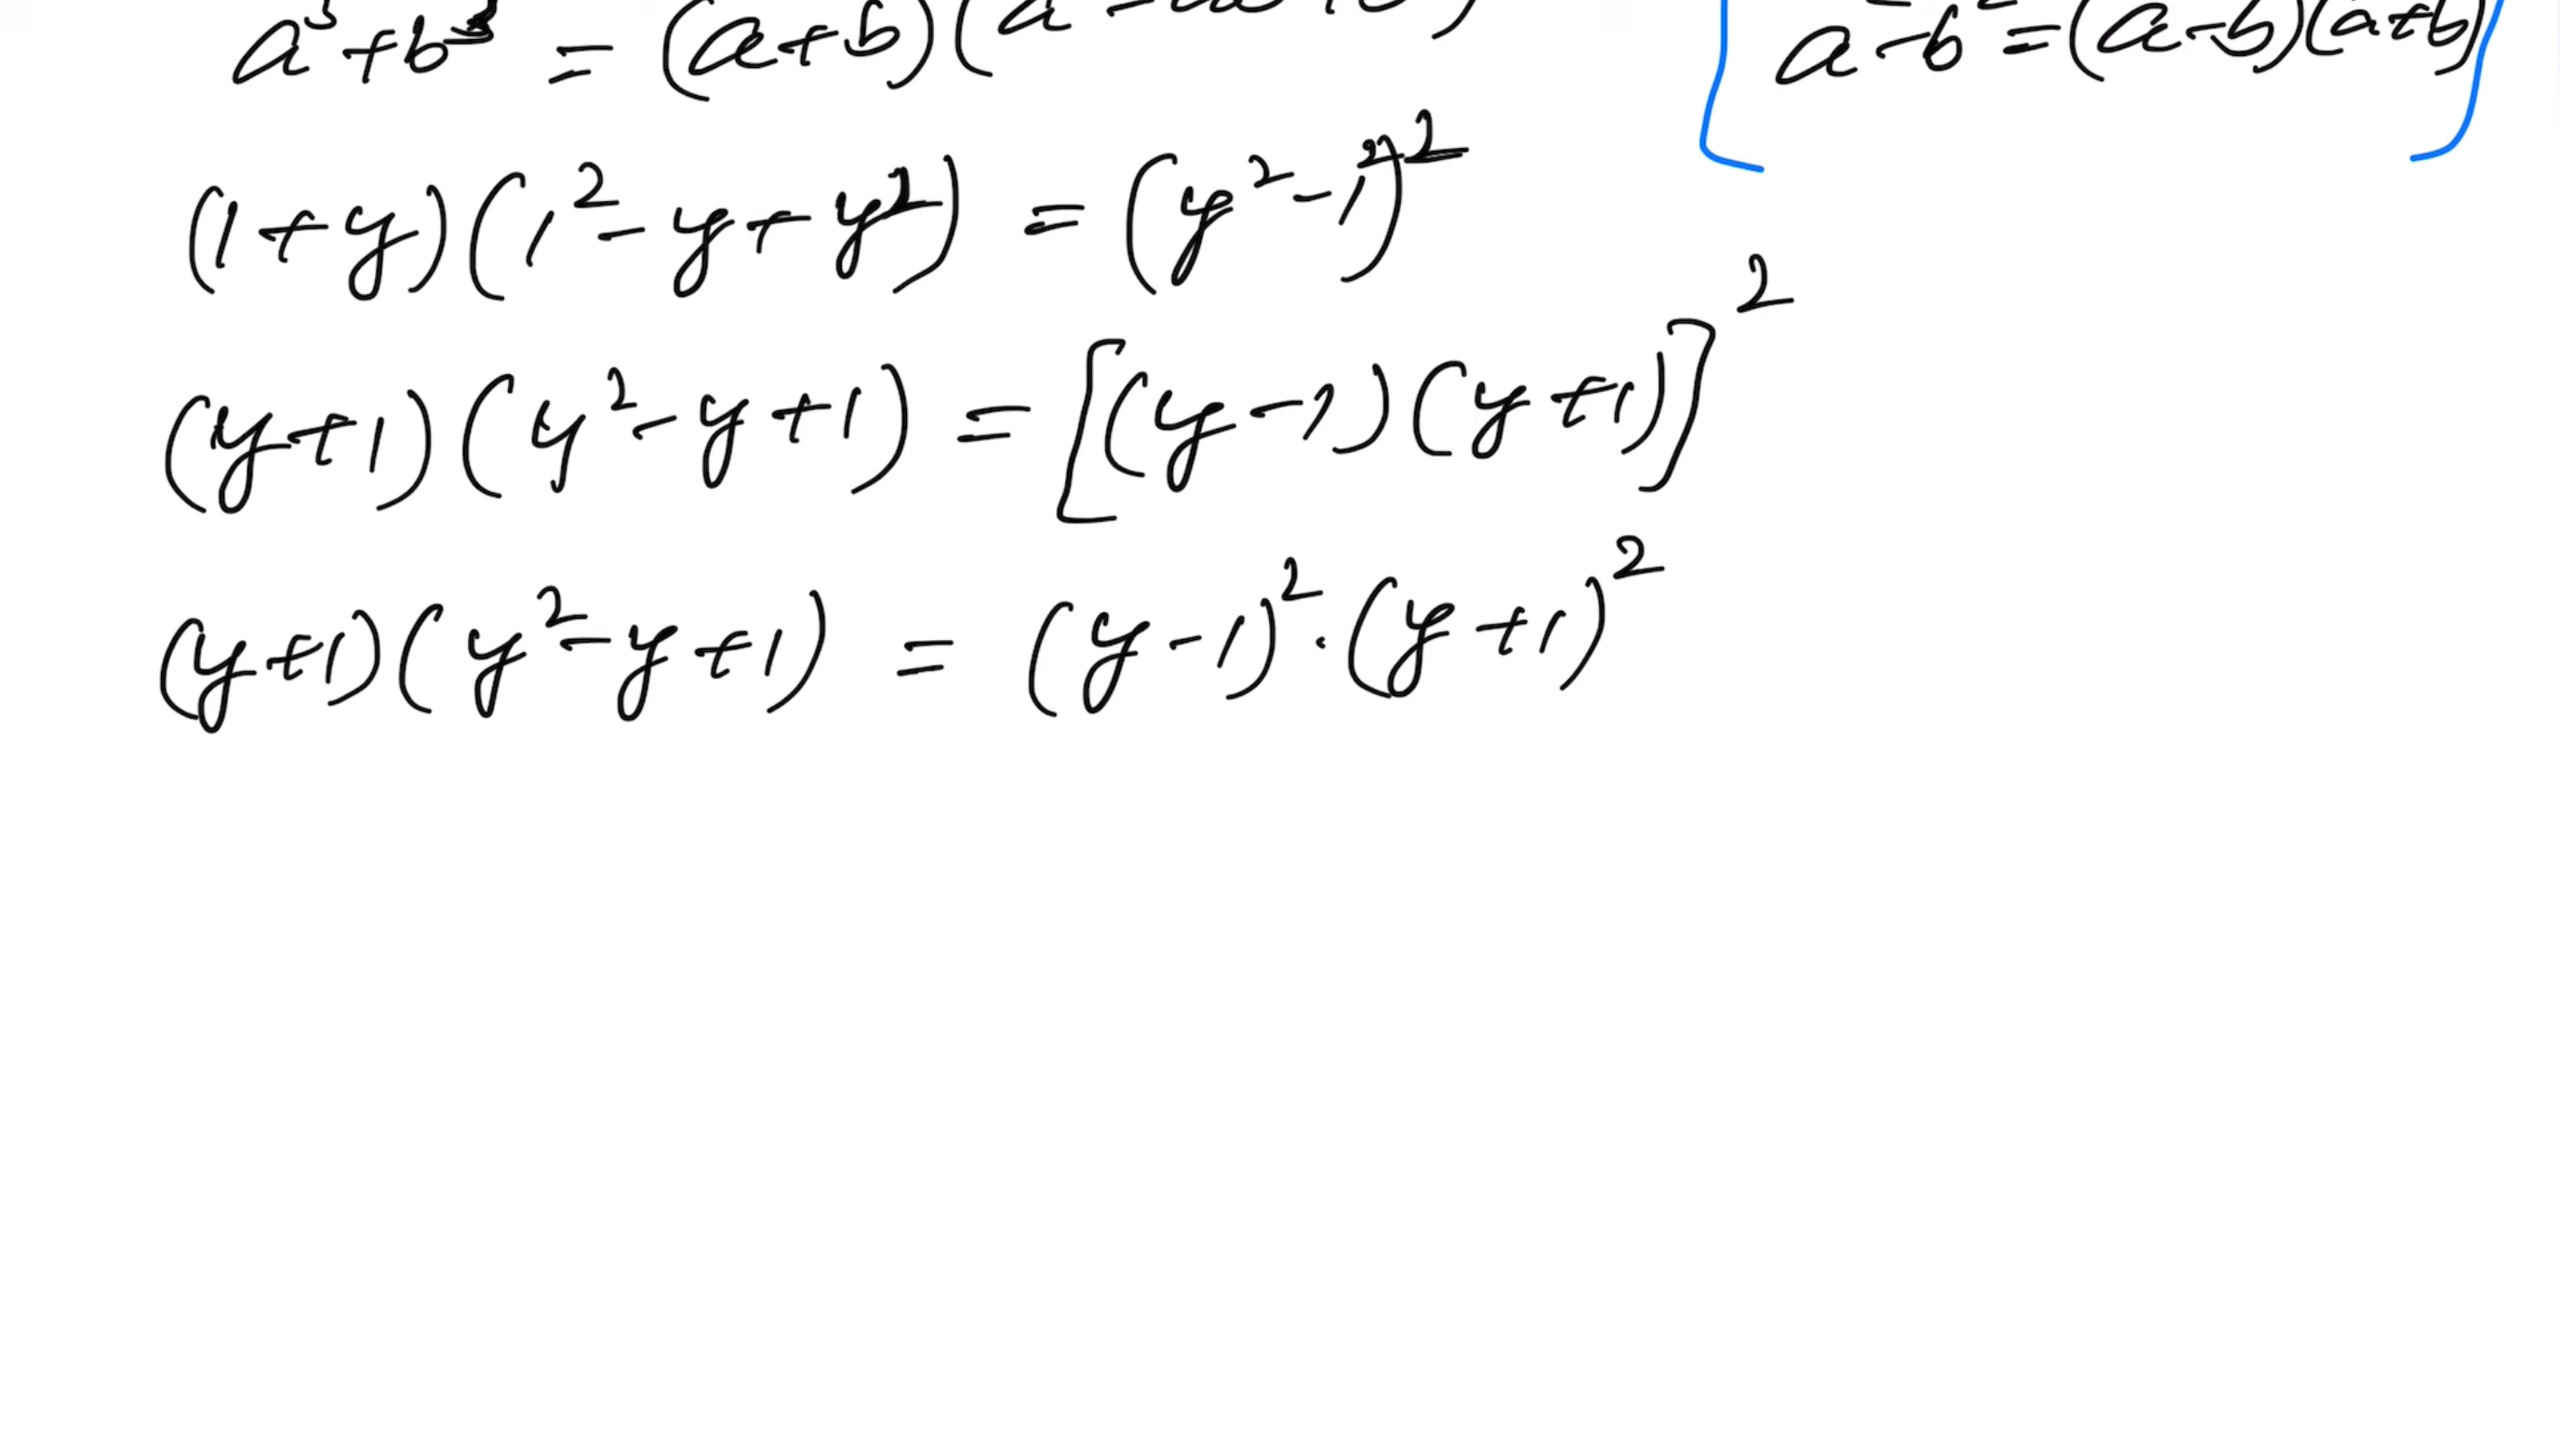 a³+b³ = (a+b)(a a²-b²=(a-b)(a+b)
(1+y)(1²-y+y²) = (y²-1²)²
(y+1)(y²-y+1) = [(y-1)(y+1)]²
(y+1)(y²-y+1) = (y-1)²·(y+1)²